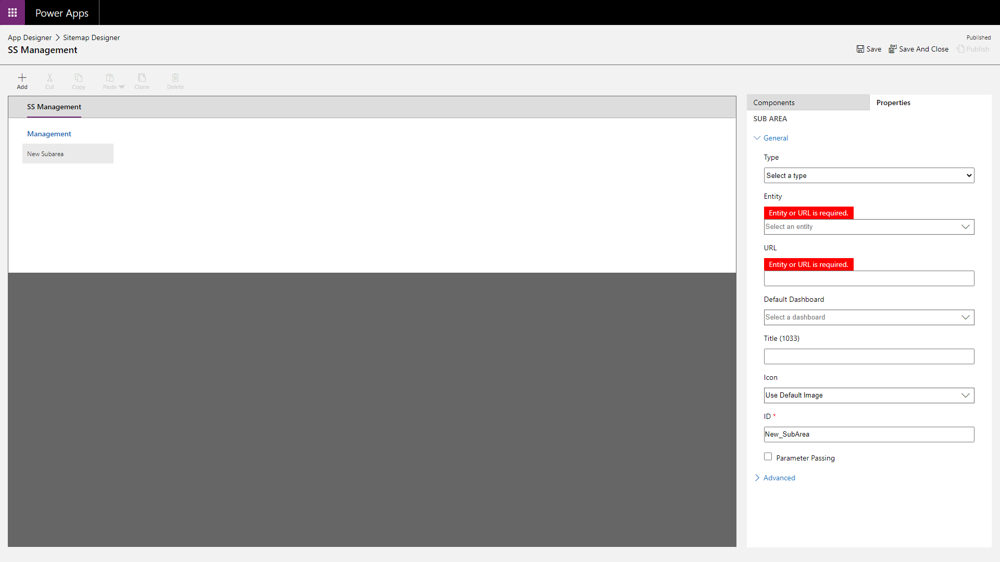 Power Apps
App Designer Sitemap Designer
Published
SS Management
Save
Save And Close
Publish
Add
Cut
Copy
Paste
Clone
Delete
SS Management
Management
New Subarea
Components
Properties
SUB AREA
General
Type
Select a type
Entity
Entity or URL is required.
Select an entity
URL
Entity or URL is required.
Default Dashboard
Select a dashboard
Title (1033)
Icon
Use Default Image
ID *
New_SubArea
Parameter Passing
Advanced